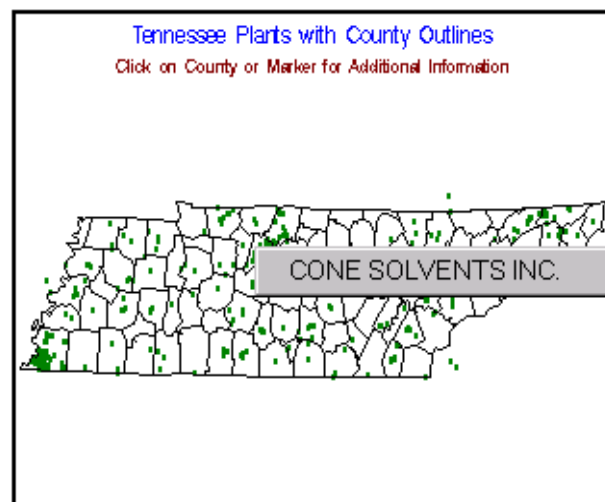 Tennessee Plants with County Outlines
Click on County or Marker for Additional Information
CONE SOLVENTS INC.